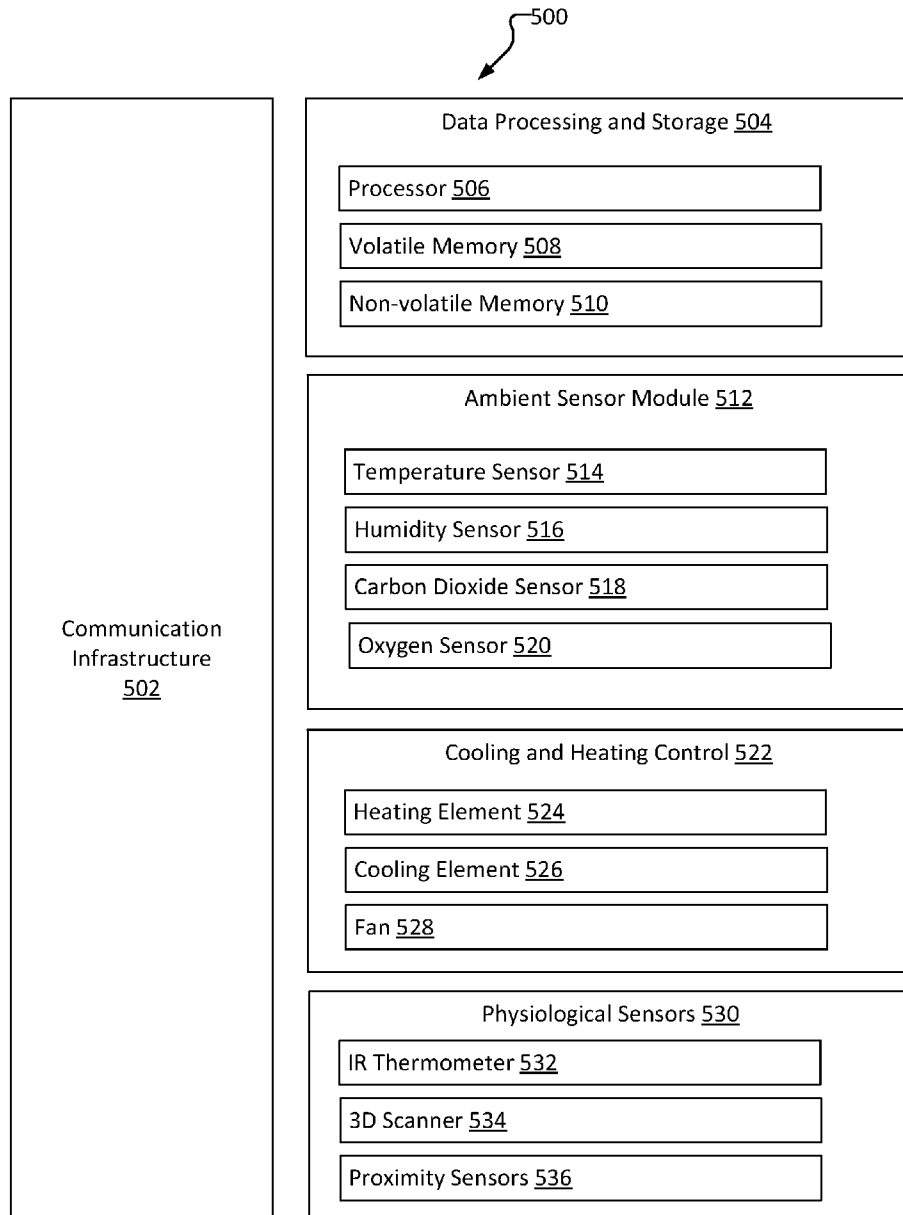 500
Data Processing and Storage 504
Processor 506
Volatile Memory 508
Non-volatile Memory 510
Ambient Sensor Module 512
Temperature Sensor 514
Humidity Sensor 516
Carbon Dioxide Sensor 518
Oxygen Sensor 520
Communication
Infrastructure
502
Cooling and Heating Control 522
Heating Element 524
Cooling Element 526
Fan 528
Physiological Sensors 530
IR Thermometer 532
3D Scanner 534
Proximity Sensors 536